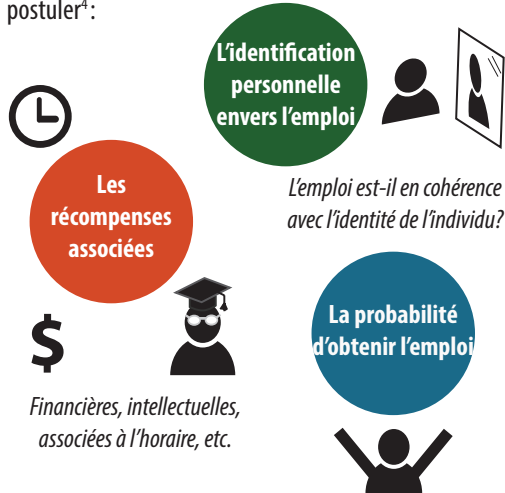 postuler⁴ :
L'identification
personnelle
envers l'emploi
L'emploi est-il en cohérence
avec l'identité de l'individu?
Les
récompenses
associées
$
Financières, intellectuelles,
associées à l'horaire, etc.
La probabilité
d'obtenir l'emploi